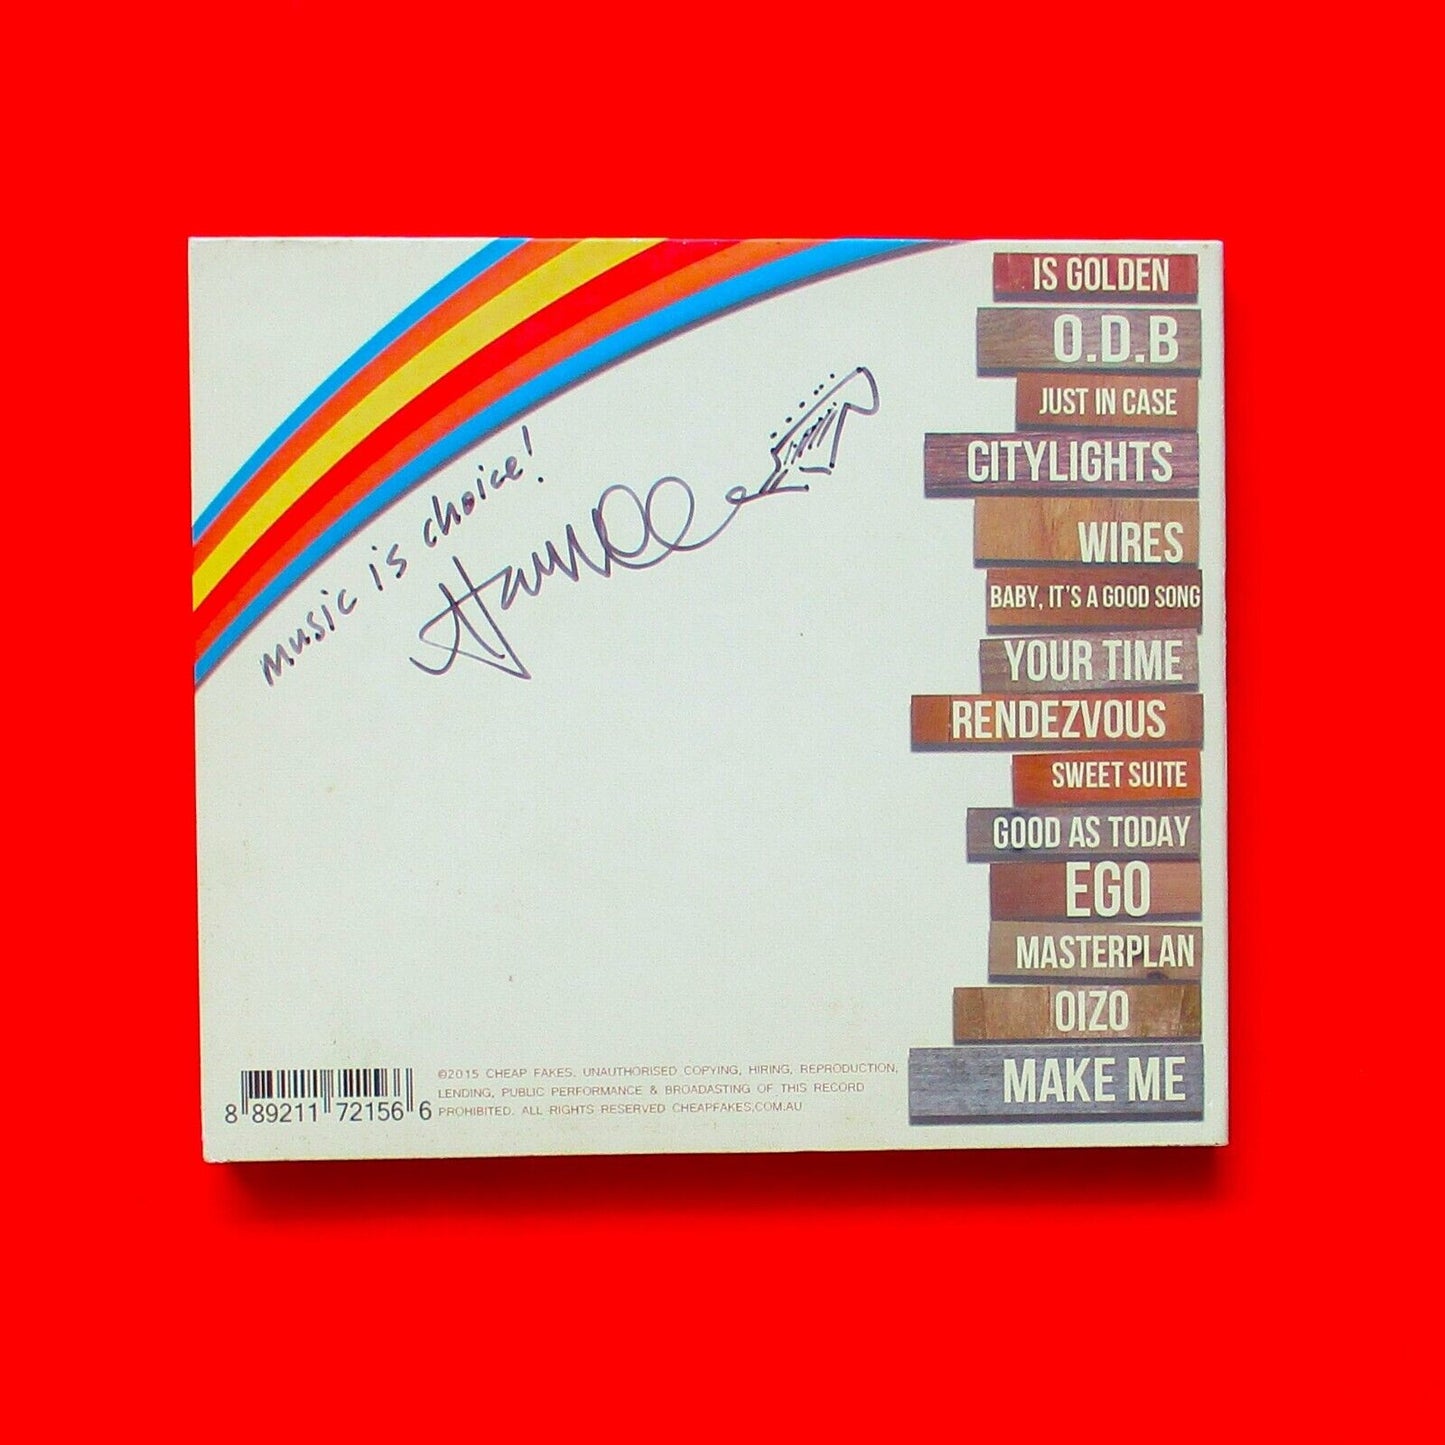 music is choice!
IS GOLDEN
O.D.B
JUST IN CASE
CITYLIGHTS
WIRES
BABY, IT'S A GOOD SONG
YOUR TIME
RENDEZVOUS
SWEET SUITE
GOOD AS TODAY
EGO
MASTERPLAN
OIZO
MAKE ME
8 89211 72156 6
©2015 CHEAP FAKES. UNAUTHORISED COPYING, HIRING, REPRODUCTION,
LENDING, PUBLIC PERFORMANCE & BROADASTING OF THIS RECORD
PROHIBITED. ALL RIGHTS RESERVED CHEAPFAKES.COM.AU